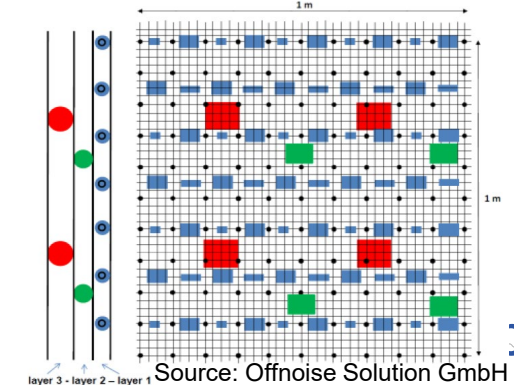 1 m
1 m
layer 3 - layer 2 – layer 1
Source: Offnoise Solution GmbH